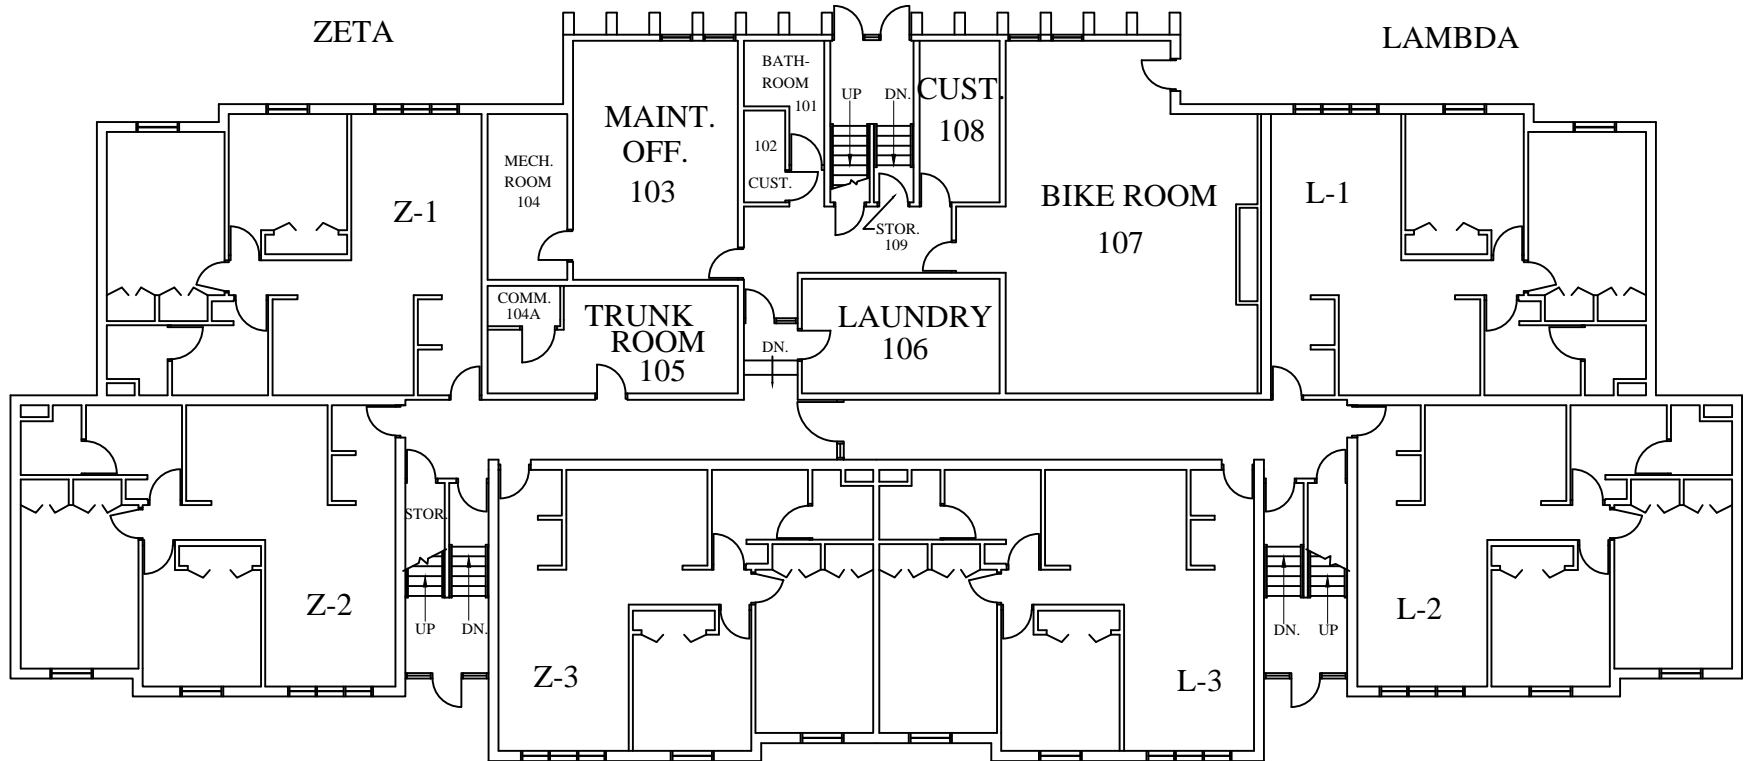 ZETA
LAMBDA
BATH-
ROOM
101
UP
DN.
CUST.
108
MAINT.
OFF.
103
102
CUST.
MECH.
ROOM
104
Z-1
BIKE ROOM
107
L-1
STOR.
109
COMM.
104A
TRUNK
ROOM
105
DN.
LAUNDRY
106
STOR.
Z-2
UP
DN.
Z-3
L-3
DN.
UP
L-2